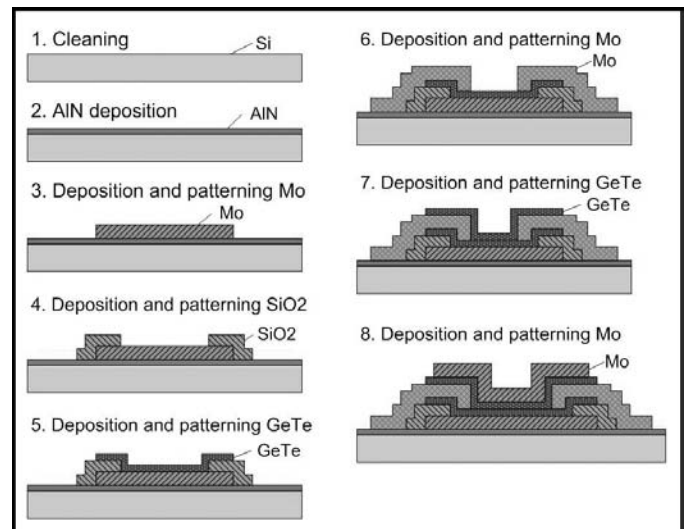 1. Cleaning
Si
2. AlN deposition
AlN
3. Deposition and patterning Mo
Mo
4. Deposition and patterning SiO2
SiO2
5. Deposition and patterning GeTe
GeTe
6. Deposition and patterning Mo
Mo
7. Deposition and patterning GeTe
GeTe
8. Deposition and patterning Mo
Mo